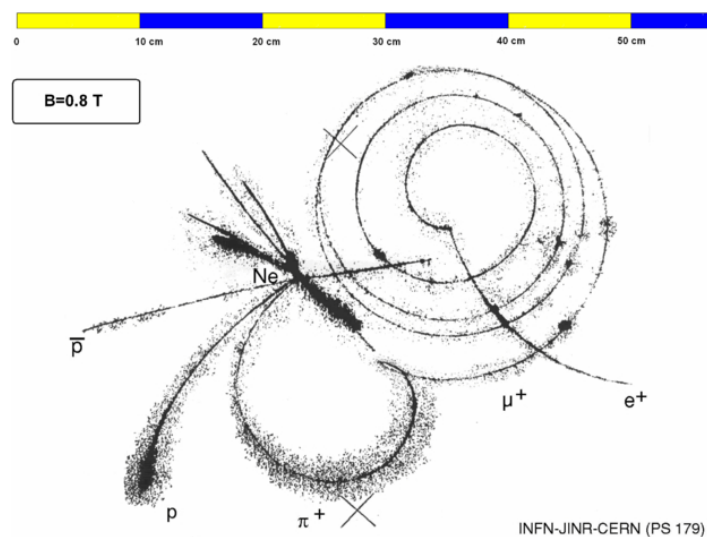 0 10 cm 20 cm 30 cm 40 cm 50 cm
B=0.8 T
Ne
p̅
μ+ e+
p
π+
INFN-JINR-CERN (PS 179)